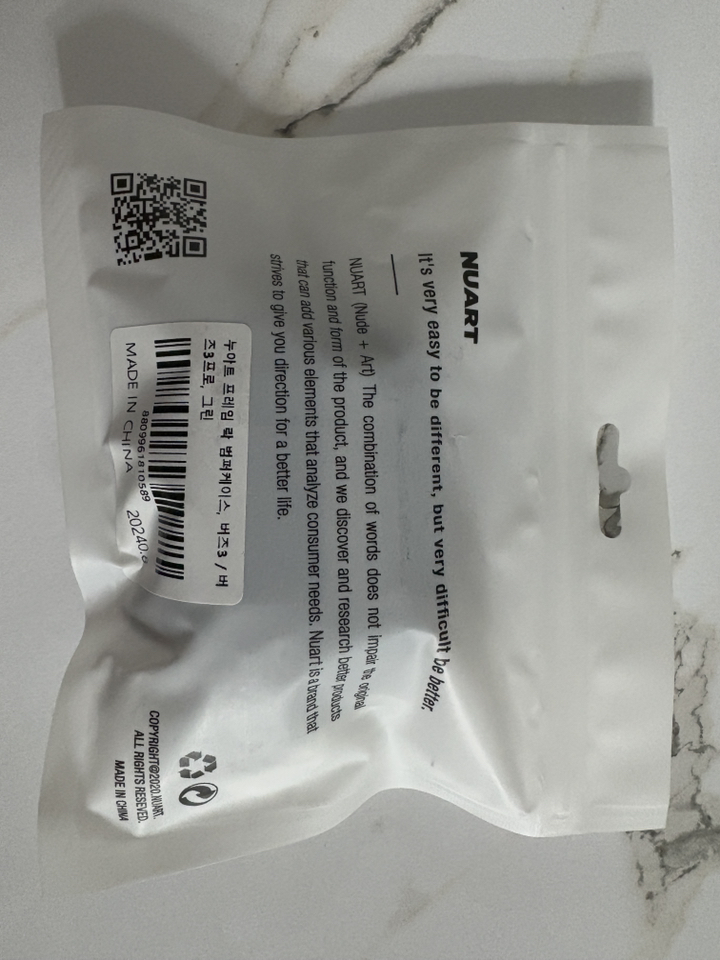 NUART
It's very easy to be different, but very difficult be better.
NUART (Nude + Art) The combination of words does not impair the original
function and form of the product, and we discover and research better products
that can add various elements that analyze consumer needs. Nuart is a brand that
strives to give you direction for a better life.
누아트 프레임 락 범퍼케이스, 버즈3 / 버
즈3프로, 그린
8809961810589
MADE IN CHINA
COPYRIGHT@2020.NUART.
ALL RIGHTS RESEVED.
MADE IN CHINA